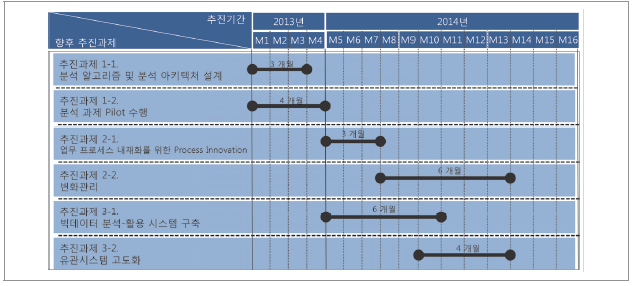 추진기간
2013년
2014년
향후 추진과제
M1 M2 M3 M4 M5 M6 M7 M8 M9 M10 M11 M12 M13 M14 M15 M16
추진과제 1-1.
분석 알고리즘 및 분석 아키텍처 설계
3 개월
추진과제 1-2.
분석 과제 Pilot 수행
4 개월
추진과제 2-1.
업무 프로세스 내재화를 위한 Process Innovation
3 개월
추진과제 2-2.
변화관리
6 개월
추진과제 3-1.
빅데이터 분석-활용 시스템 구축
6 개월
추진과제 3-2.
유관시스템 고도화
4 개월